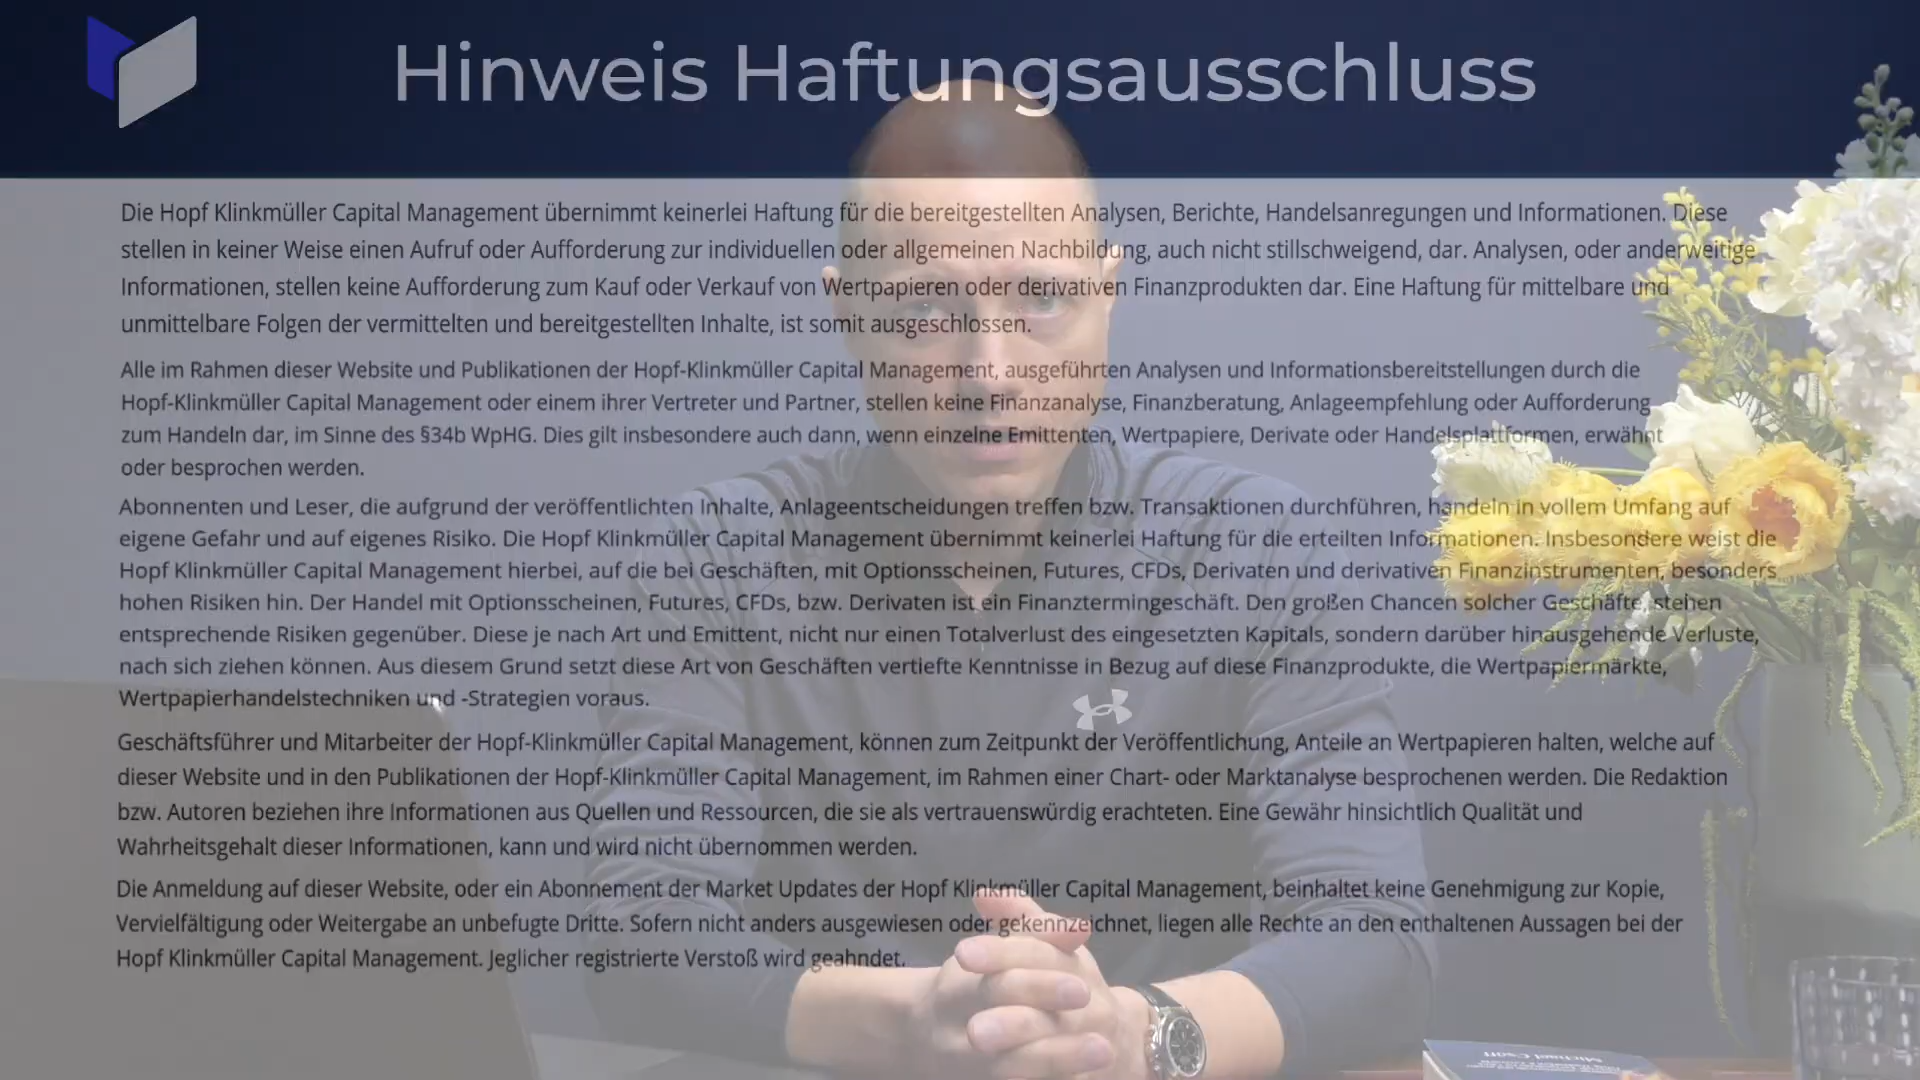 Hinweis Haftungsausschluss
Die Hopf Klinkmüller Capital Management übernimmt keinerlei Haftung für die bereitgestellten Analysen, Berichte, Handelsanregungen und Informationen. Diese
stellen in keiner Weise einen Aufruf oder Aufforderung zur individuellen oder allgemeinen Nachbildung, auch nicht stillschweigend, dar. Analysen, oder anderweitige
Informationen, stellen keine Aufforderung zum Kauf oder Verkauf von Wertpapieren oder derivativen Finanzprodukten dar. Eine Haftung für mittelbare und
unmittelbare Folgen der vermittelten und bereitgestellten Inhalte, ist somit ausgeschlossen.
Alle im Rahmen dieser Website und Publikationen der Hopf-Klinkmüller Capital Management, ausgeführten Analysen und Informationsbereitstellungen durch die
Hopf-Klinkmüller Capital Management oder einem ihrer Vertreter und Partner, stellen keine Finanzanalyse, Finanzberatung, Anlageempfehlung oder Aufforderung
zum Handeln dar, im Sinne des §34b WpHG. Dies gilt insbesondere auch dann, wenn einzelne Emittenten, Wertpapiere, Derivate oder Handelsplattformen, erwähnt
oder besprochen werden.
Abonnenten und Leser, die aufgrund der veröffentlichten Inhalte, Anlageentscheidungen treffen bzw. Transaktionen durchführen, handeln in vollem Umfang auf
eigene Gefahr und auf eigenes Risiko. Die Hopf Klinkmüller Capital Management übernimmt keinerlei Haftung für die erteilten Informationen. Insbesondere weist die
Hopf Klinkmüller Capital Management hierbei, auf die bei Geschäften, mit Optionsscheinen, Futures, CFDs, Derivaten und derivativen Finanzinstrumenten, besonders
hohen Risiken hin. Der Handel mit Optionsscheinen, Futures, CFDs, bzw. Derivaten ist ein Finanztermingeschäft. Den großen Chancen solcher Geschäfte, stehen
entsprechende Risiken gegenüber. Diese je nach Art und Emittent, nicht nur einen Totalverlust des eingesetzten Kapitals, sondern darüber hinausgehende Verluste,
nach sich ziehen können. Aus diesem Grund setzt diese Art von Geschäften vertiefte Kenntnisse in Bezug auf diese Finanzprodukte, die Wertpapiermärkte,
Wertpapierhandelstechniken und -Strategien voraus.
Geschäftsführer und Mitarbeiter der Hopf-Klinkmüller Capital Management, können zum Zeitpunkt der Veröffentlichung, Anteile an Wertpapieren halten, welche auf
dieser Website und in den Publikationen der Hopf-Klinkmüller Capital Management, im Rahmen einer Chart- oder Marktanalyse besprochenen werden. Die Redaktion
bzw. Autoren beziehen ihre Informationen aus Quellen und Ressourcen, die sie als vertrauenswürdig erachteten. Eine Gewähr hinsichtlich Qualität und
Wahrheitsgehalt dieser Informationen, kann und wird nicht übernommen werden.
Die Anmeldung auf dieser Website, oder ein Abonnement der Market Updates der Hopf Klinkmüller Capital Management, beinhaltet keine Genehmigung zur Kopie,
Vervielfältigung oder Weitergabe an unbefugte Dritte. Sofern nicht anders ausgewiesen oder gekennzeichnet, liegen alle Rechte an den enthaltenen Aussagen bei der
Hopf Klinkmüller Capital Management. Jeglicher registrierte Verstoß wird geahndet.